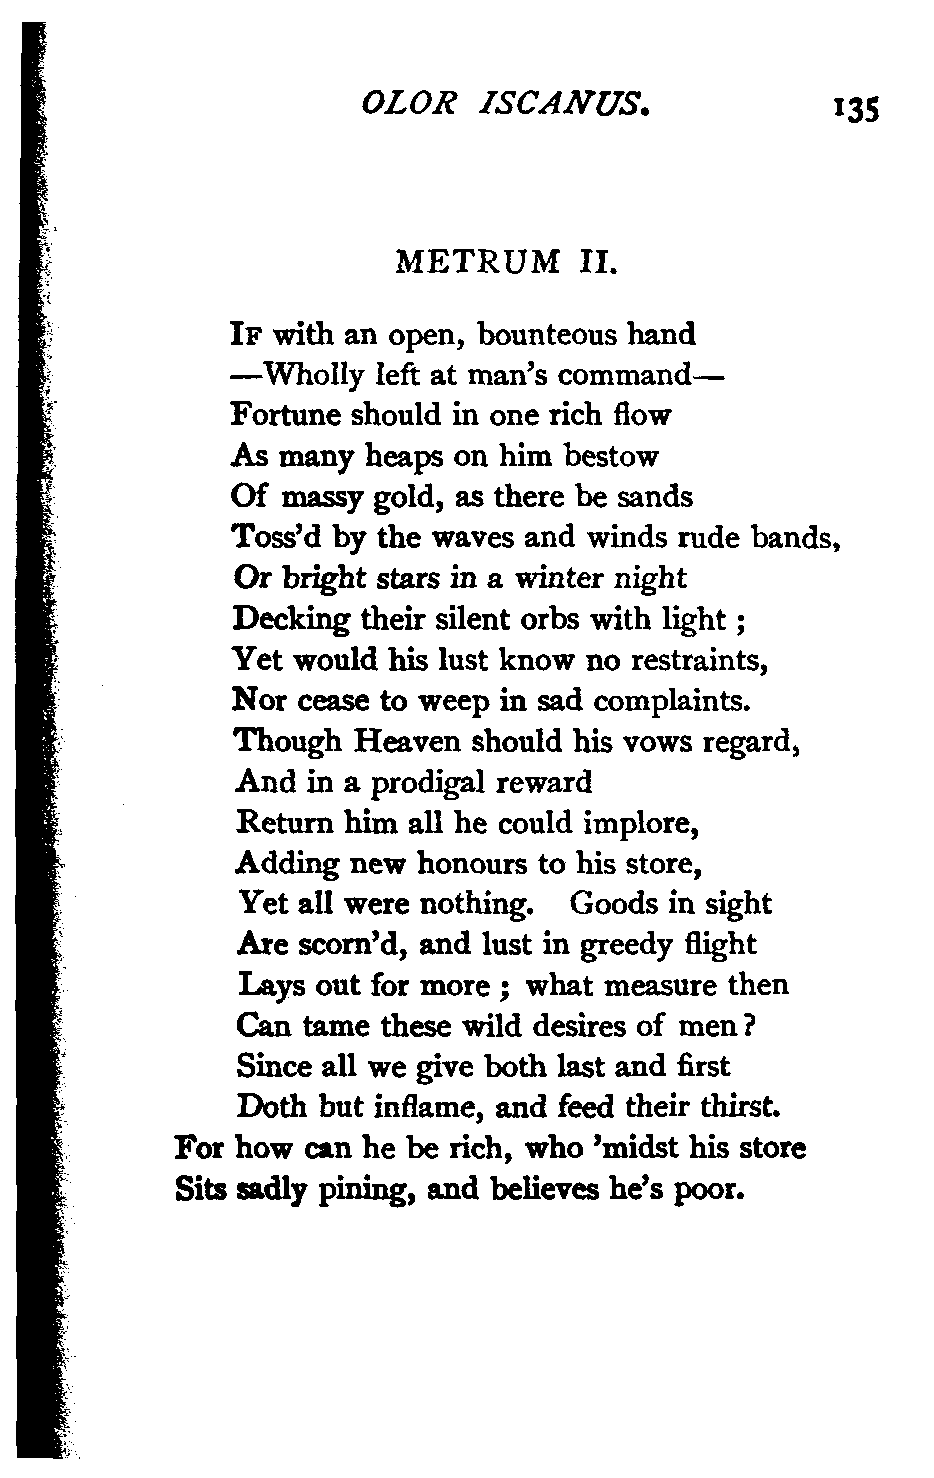 OLOR ISCANUS. 135
METRUM II.
IF with an open, bounteous hand
—Wholly left at man's command—
Fortune should in one rich flow
As many heaps on him bestow
Of massy gold, as there be sands
Toss'd by the waves and winds rude bands,
Or bright stars in a winter night
Decking their silent orbs with light ;
Yet would his lust know no restraints,
Nor cease to weep in sad complaints.
Though Heaven should his vows regard,
And in a prodigal reward
Return him all he could implore,
Adding new honours to his store,
Yet all were nothing. Goods in sight
Are scorn'd, and lust in greedy flight
Lays out for more ; what measure then
Can tame these wild desires of men ?
Since all we give both last and first
Doth but inflame, and feed their thirst.
For how can he be rich, who 'midst his store
Sits sadly pining, and believes he's poor.